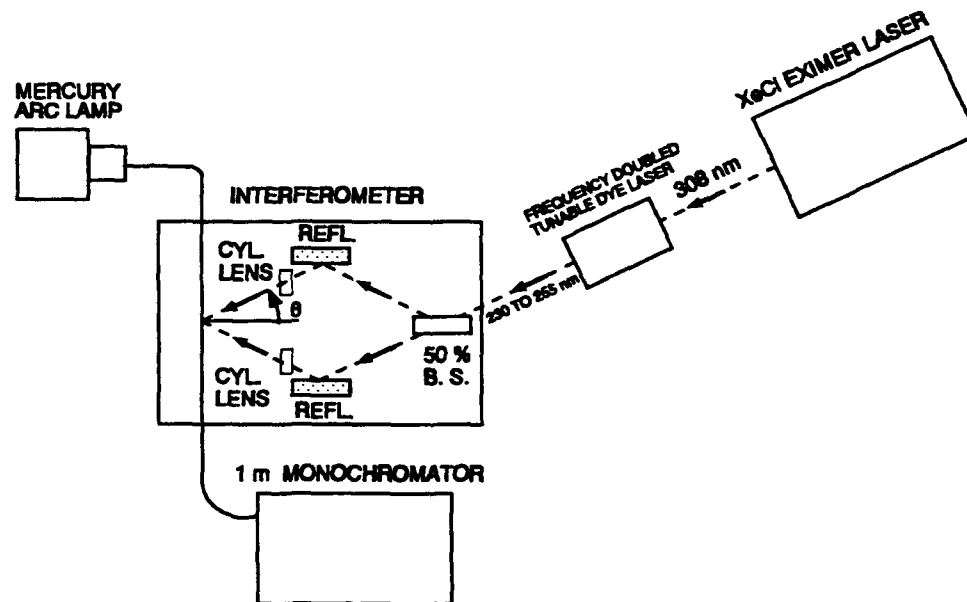 MERCURY
ARC LAMP
XeCl EXIMER LASER
308 nm
FREQUENCY DOUBLED
TUNABLE DYE LASER
230 TO 255 nm
INTERFEROMETER
REFL.
CYL.
LENS
θ
50 %
B. S.
CYL.
LENS
REFL.
1 m MONOCHROMATOR